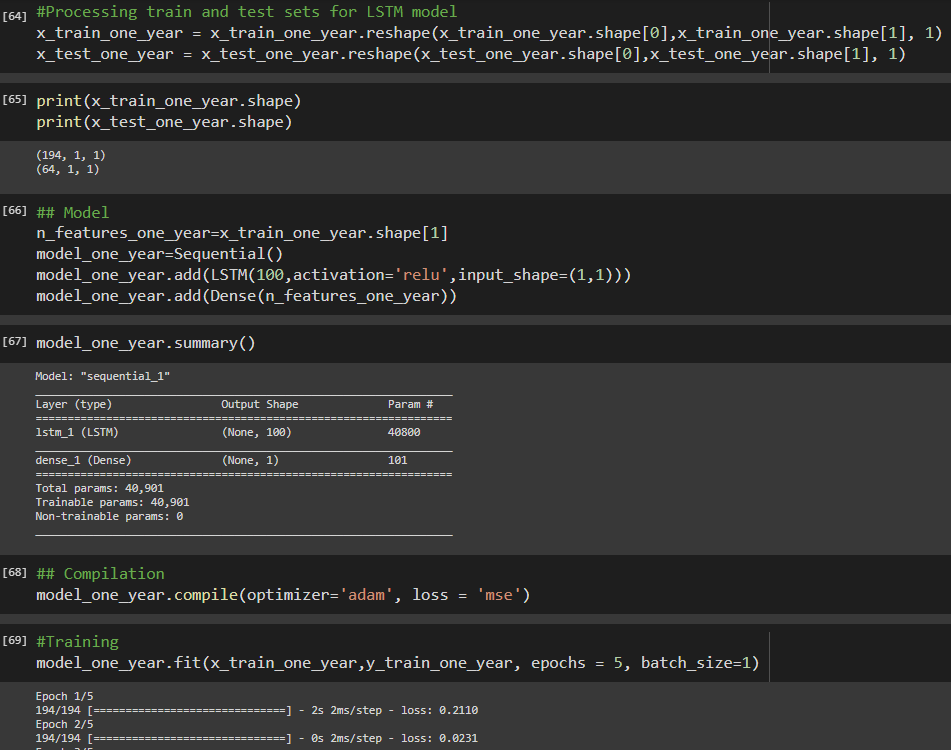 [64] #Processing train and test sets for LSTM model
x_train_one_year = x_train_one_year.reshape(x_train_one_year.shape[0],x_train_one_year.shape[1], 1)
x_test_one_year = x_test_one_year.reshape(x_test_one_year.shape[0],x_test_one_year.shape[1], 1)
[65] print(x_train_one_year.shape)
print(x_test_one_year.shape)
(194, 1, 1)
(64, 1, 1)
[66] ## Model
n_features_one_year=x_train_one_year.shape[1]
model_one_year=Sequential()
model_one_year.add(LSTM(100,activation='relu',input_shape=(1,1)))
model_one_year.add(Dense(n_features_one_year))
[67] model_one_year.summary()
Model: "sequential_1"
Layer (type) Output Shape Param #
=================================================================
lstm_1 (LSTM) (None, 100) 40800
dense_1 (Dense) (None, 1) 101
=================================================================
Total params: 40,901
Trainable params: 40,901
Non-trainable params: 0
[68] ## Compilation
model_one_year.compile(optimizer='adam', loss = 'mse')
[69] #Training
model_one_year.fit(x_train_one_year,y_train_one_year, epochs = 5, batch_size=1)
Epoch 1/5
194/194 [==============================] - 2s 2ms/step - loss: 0.2110
Epoch 2/5
194/194 [==============================] - 0s 2ms/step - loss: 0.0231